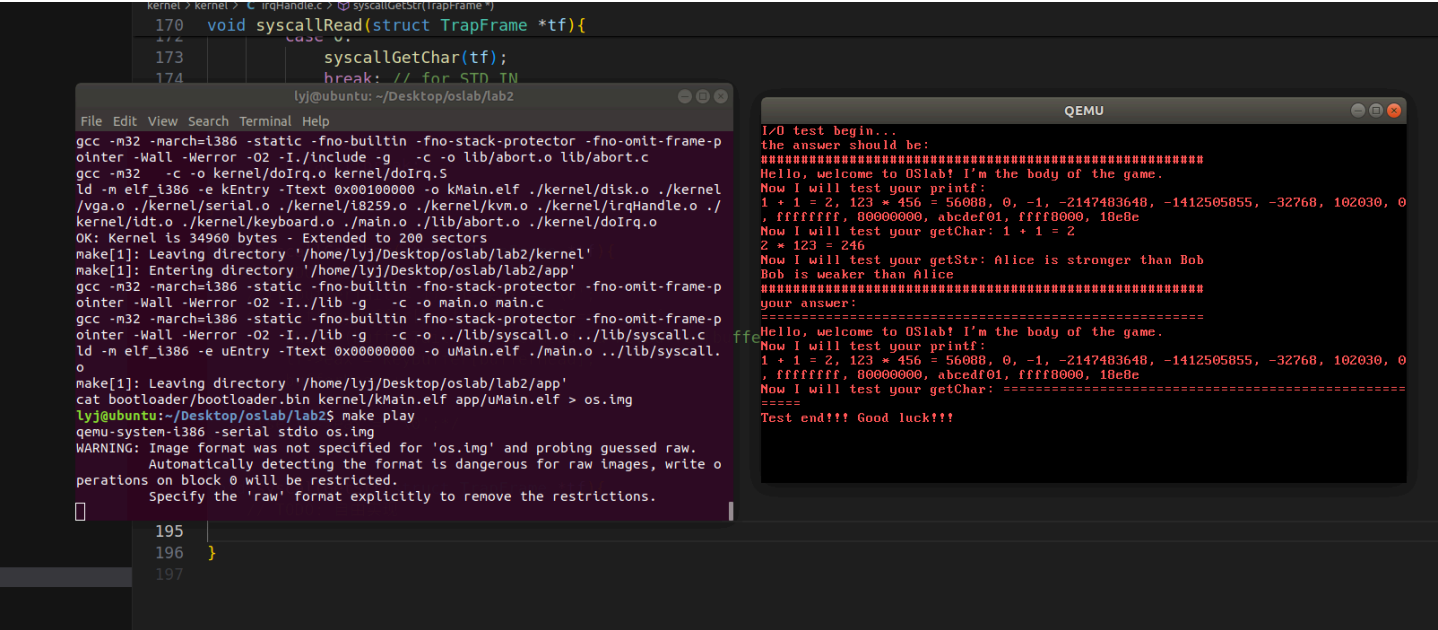 kernel > kernel > C irqHandle.c > syscallGetStr(TrapFrame *)
170 void syscallRead(struct TrapFrame *tf){
172 case 0:
173 syscallGetChar(tf);
174 break; // for STD_IN
lyj@ubuntu: ~/Desktop/oslab/lab2
File Edit View Search Terminal Help
gcc -m32 -march=i386 -static -fno-builtin -fno-stack-protector -fno-omit-frame-p
ointer -Wall -Werror -O2 -I./include -g -c -o lib/abort.o lib/abort.c
gcc -m32 -c -o kernel/doIrq.o kernel/doIrq.S
ld -m elf_i386 -e kEntry -Ttext 0x00100000 -o kMain.elf ./kernel/disk.o ./kernel
/vga.o ./kernel/serial.o ./kernel/i8259.o ./kernel/kvm.o ./kernel/irqHandle.o ./
kernel/idt.o ./kernel/keyboard.o ./main.o ./lib/abort.o ./kernel/doIrq.o
OK: Kernel is 34960 bytes - Extended to 200 sectors
make[1]: Leaving directory '/home/lyj/Desktop/oslab/lab2/kernel'
make[1]: Entering directory '/home/lyj/Desktop/oslab/lab2/app'
gcc -m32 -march=i386 -static -fno-builtin -fno-stack-protector -fno-omit-frame-p
ointer -Wall -Werror -O2 -I../lib -g -c -o main.o main.c
gcc -m32 -march=i386 -static -fno-builtin -fno-stack-protector -fno-omit-frame-p
ointer -Wall -Werror -O2 -I../lib -g -c -o ../lib/syscall.o ../lib/syscall.c
ld -m elf_i386 -e uEntry -Ttext 0x00000000 -o uMain.elf ./main.o ../lib/syscall.
o
make[1]: Leaving directory '/home/lyj/Desktop/oslab/lab2/app'
cat bootloader/bootloader.bin kernel/kMain.elf app/uMain.elf > os.img
lyj@ubuntu:~/Desktop/oslab/lab2$ make play
qemu-system-i386 -serial stdio os.img
WARNING: Image format was not specified for 'os.img' and probing guessed raw.
Automatically detecting the format is dangerous for raw images, write o
perations on block 0 will be restricted.
Specify the 'raw' format explicitly to remove the restrictions.
ffe
195
196 }
197
QEMU
I/O test begin...
the answer should be:
#######################################################
Hello, welcome to OSlab! I'm the body of the game.
Now I will test your printf:
1 + 1 = 2, 123 * 456 = 56088, 0, -1, -2147483648, -1412505855, -32768, 102030, 0
, ffffffff, 80000000, abcdef01, ffff8000, 18e8e
Now I will test your getChar: 1 + 1 = 2
2 * 123 = 246
Now I will test your getStr: Alice is stronger than Bob
Bob is weaker than Alice
#######################################################
your answer:
=======================================================
Hello, welcome to OSlab! I'm the body of the game.
Now I will test your printf:
1 + 1 = 2, 123 * 456 = 56088, 0, -1, -2147483648, -1412505855, -32768, 102030, 0
, ffffffff, 80000000, abcedf01, ffff8000, 18e8e
Now I will test your getChar: ==================================================
=====
Test end!!! Good luck!!!